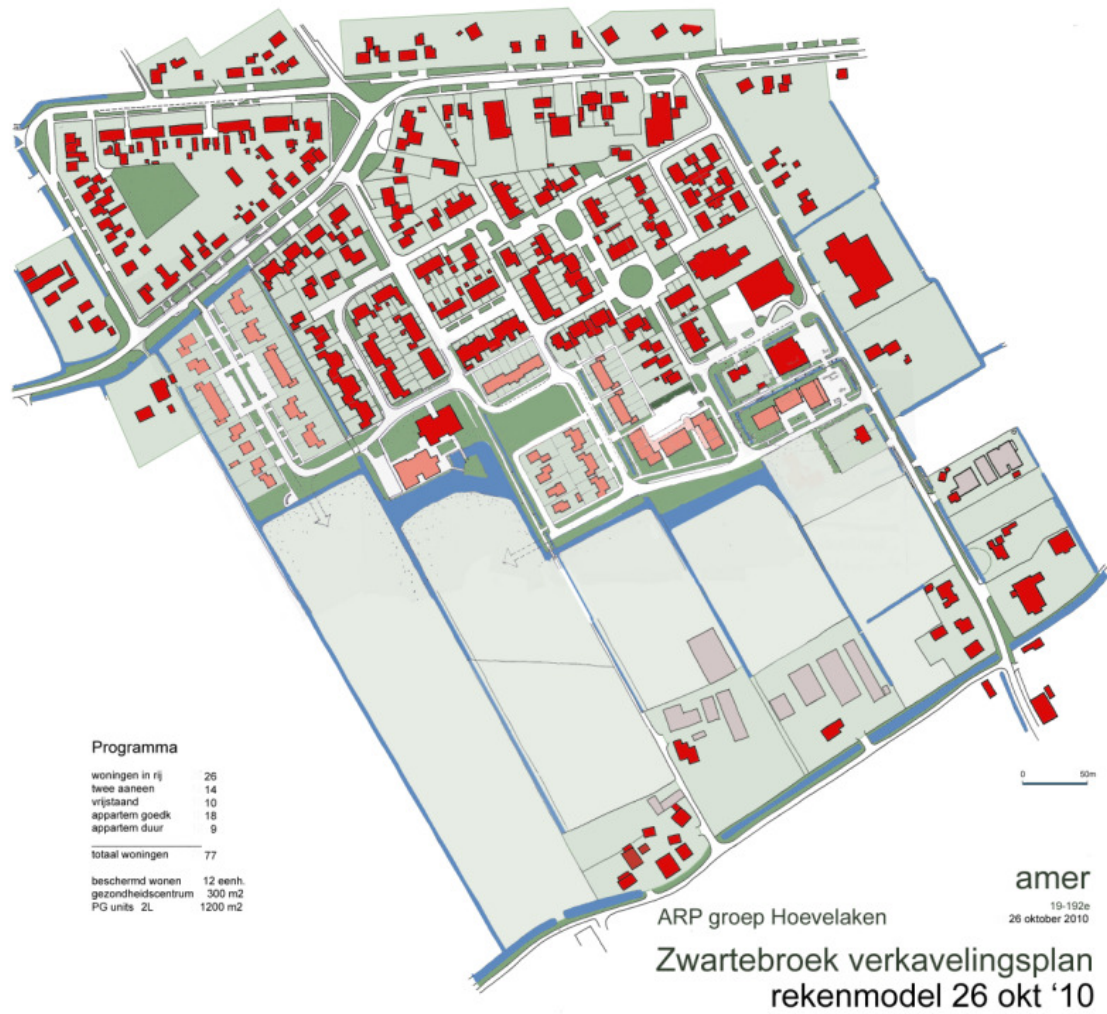 Programma
woningen in rij 26
twee aaneen 14
vrijstaand 10
appartem goedk 18
appartem duur 9
totaal woningen 77
beschermd wonen 12 eenh.
gezondheidscentrum 300 m2
PG units 2L 1200 m2
0 50m
amer
19-192e
26 oktober 2010
ARP groep Hoevelaken
Zwartebroek verkavelingsplan
rekenmodel 26 okt ‘10